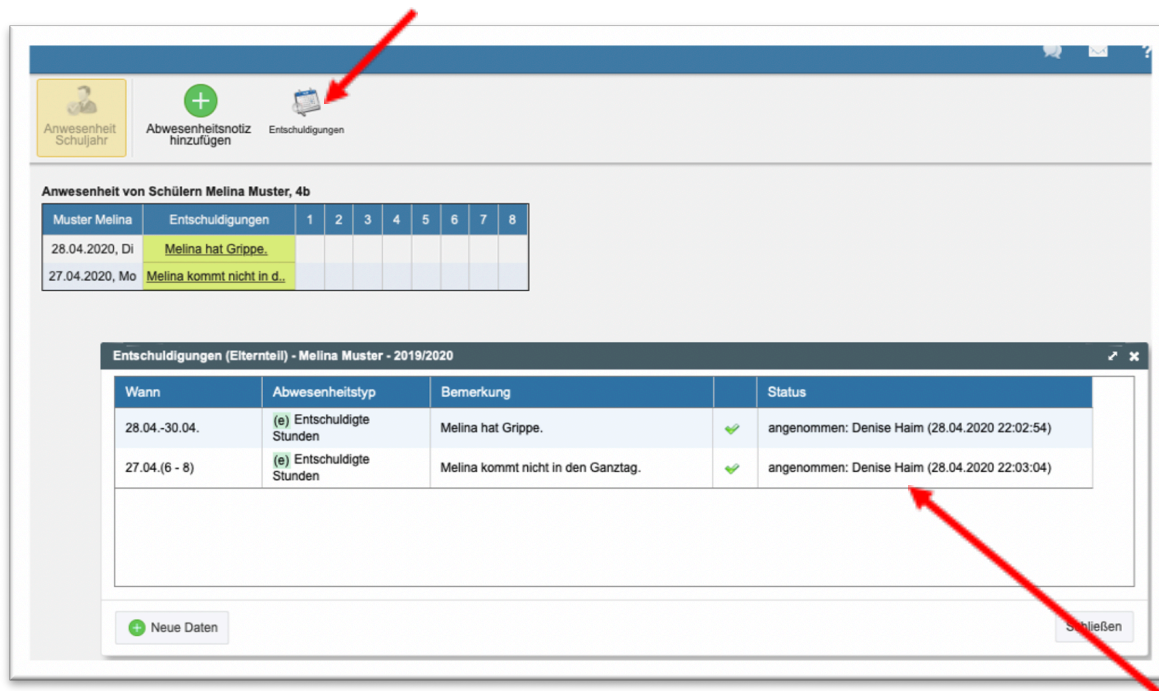 ?
Anwesenheit
Schuljahr
Abwesenheitsnotiz
hinzufügen
Entschuldigungen
Anwesenheit von Schülern Melina Muster, 4b
Muster Melina Entschuldigungen 1 2 3 4 5 6 7 8
28.04.2020, Di Melina hat Grippe.
27.04.2020, Mo Melina kommt nicht in d..
Entschuldigungen (Elternteil) - Melina Muster - 2019/2020
Wann Abwesenheitstyp Bemerkung Status
28.04.-30.04. (e) Entschuldigte
Stunden Melina hat Grippe. angenommen: Denise Haim (28.04.2020 22:02:54)
27.04.(6 - 8) (e) Entschuldigte
Stunden Melina kommt nicht in den Ganztag. angenommen: Denise Haim (28.04.2020 22:03:04)
Neue Daten
Schließen